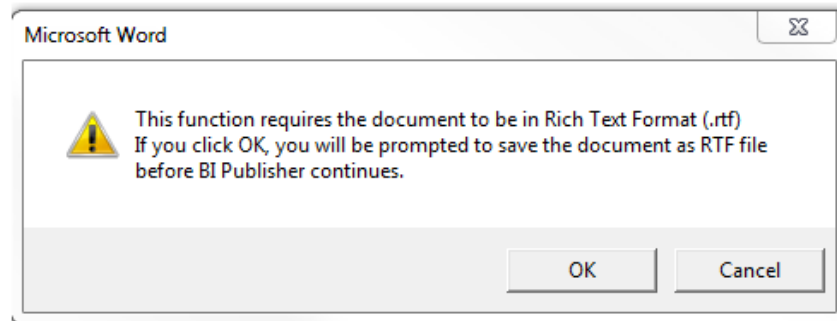 Microsoft Word
This function requires the document to be in Rich Text Format (.rtf)
If you click OK, you will be prompted to save the document as RTF file
before BI Publisher continues.
OK
Cancel